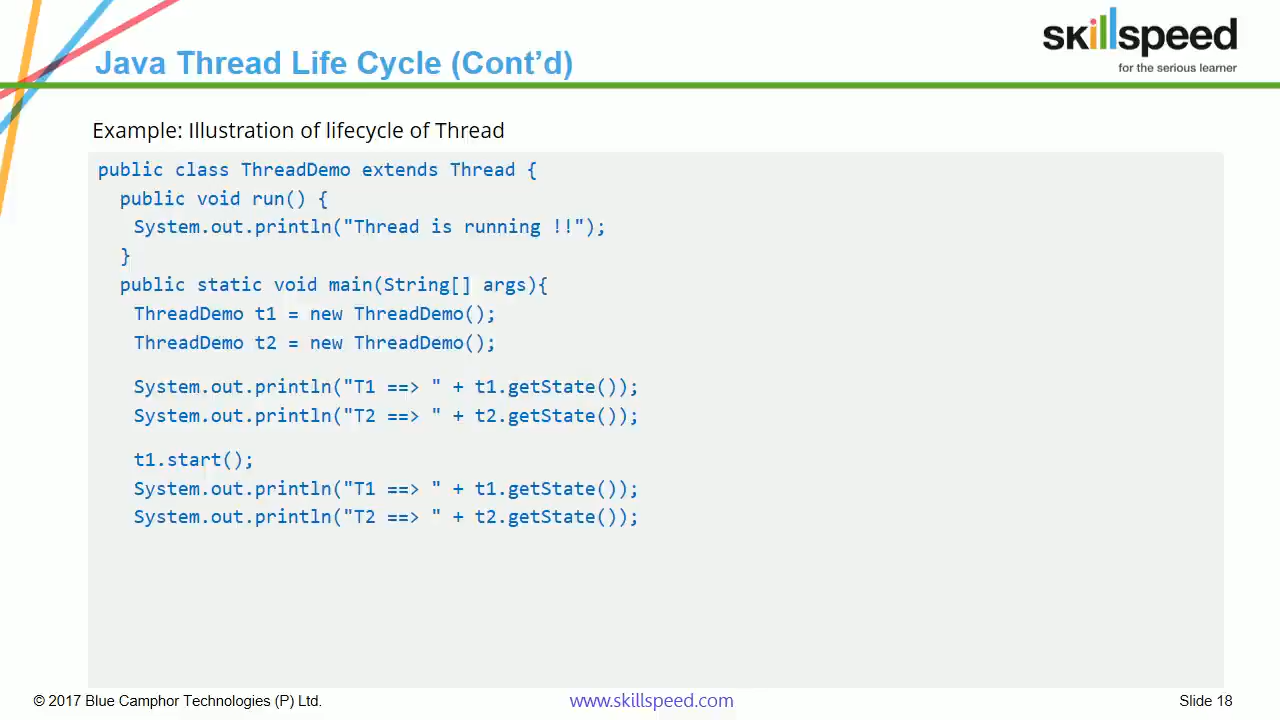 skillspeed
for the serious learner
Java Thread Life Cycle (Cont’d)
Example: Illustration of lifecycle of Thread
public class ThreadDemo extends Thread {
  public void run() {
    System.out.println("Thread is running !!");
  }
  public static void main(String[] args){
    ThreadDemo t1 = new ThreadDemo();
    ThreadDemo t2 = new ThreadDemo();
    System.out.println("T1 ==> " + t1.getState());
    System.out.println("T2 ==> " + t2.getState());
    t1.start();
    System.out.println("T1 ==> " + t1.getState());
    System.out.println("T2 ==> " + t2.getState());
© 2017 Blue Camphor Technologies (P) Ltd.
www.skillspeed.com
Slide 18